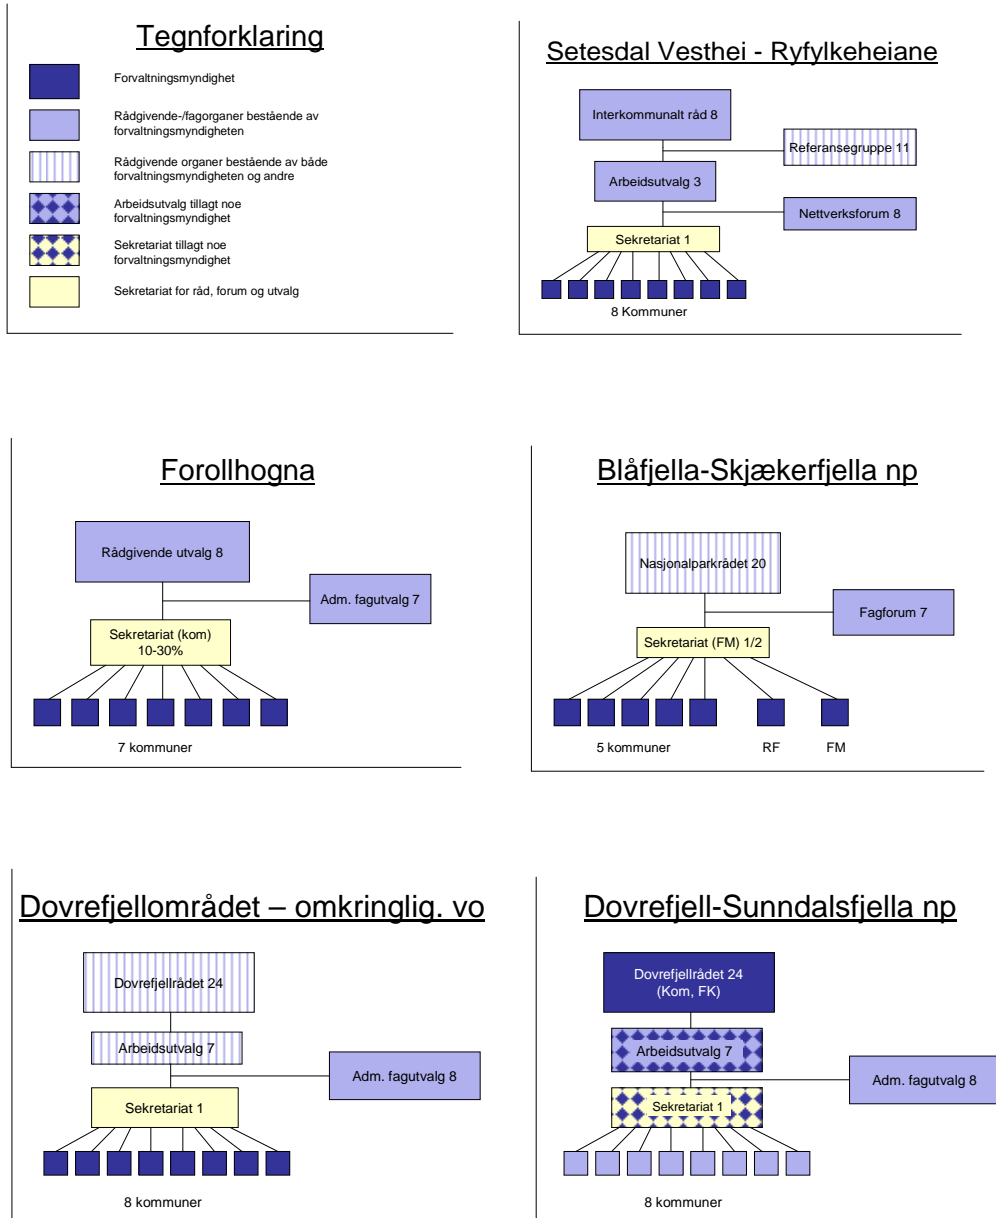 Tegnforklaring
Forvaltningsmyndighet
Rådgivende-/fagorganer bestående av
forvaltningsmyndigheten
Rådgivende organer bestående av både
forvaltningsmyndigheten og andre
Arbeidsutvalg tillagt noe
forvaltningsmyndighet
Sekretariat tillagt noe
forvaltningsmyndighet
Sekretariat for råd, forum og utvalg
Setesdal Vesthei - Ryfylkeheiane
Interkommunalt råd 8
Referansegruppe 11
Arbeidsutvalg 3
Nettverksforum 8
Sekretariat 1
8 Kommuner
Forollhogna
Rådgivende utvalg 8
Adm. fagutvalg 7
Sekretariat (kom)
10-30%
7 kommuner
Blåfjella-Skjækerfjella np
Nasjonalparkrådet 20
Fagforum 7
Sekretariat (FM) 1/2
5 kommuner
RF
FM
Dovrefjellområdet – omkringlig. vo
Dovrefjellrådet 24
Arbeidsutvalg 7
Adm. fagutvalg 8
Sekretariat 1
8 kommuner
Dovrefjell-Sunndalsfjella np
Dovrefjellrådet 24
(Kom, FK)
Arbeidsutvalg 7
Adm. fagutvalg 8
Sekretariat 1
8 kommuner